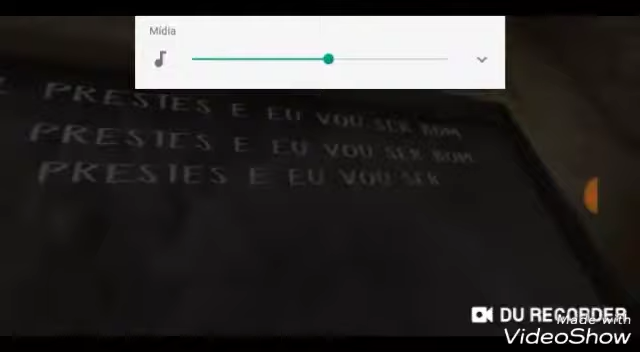 Mídia
PRESTES E EU VOU SER BOM
PRESTES E EU VOU SER BOM
PRESTES E EU VOU SER
DU RECORDER
Made with
VideoShow